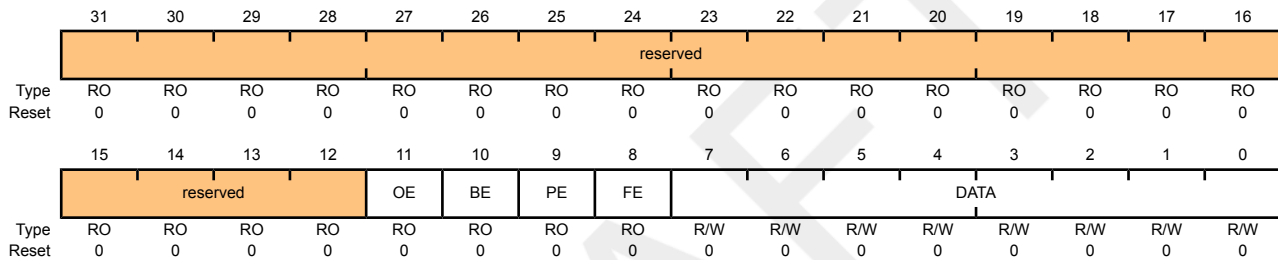 31 30 29 28 27 26 25 24 23 22 21 20 19 18 17 16
reserved
Type RO RO RO RO RO RO RO RO RO RO RO RO RO RO RO RO
Reset 0 0 0 0 0 0 0 0 0 0 0 0 0 0 0 0
15 14 13 12 11 10 9 8 7 6 5 4 3 2 1 0
reserved OE BE PE FE DATA
Type RO RO RO RO RO RO RO RO R/W R/W R/W R/W R/W R/W R/W R/W
Reset 0 0 0 0 0 0 0 0 0 0 0 0 0 0 0 0